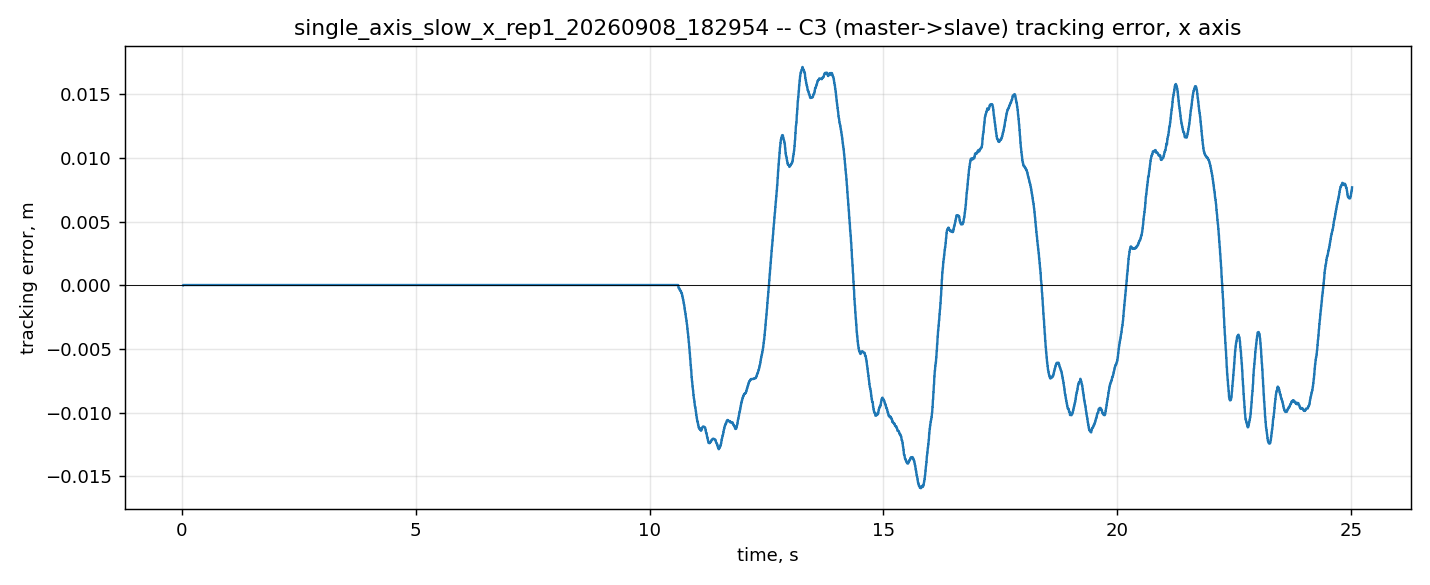 single_axis_slow_x_rep1_20260908_182954 -- C3 (master->slave) tracking error, x axis
tracking error, m
0.015
0.010
0.005
0.000
−0.005
−0.010
−0.015
0 5 10 15 20 25
time, s